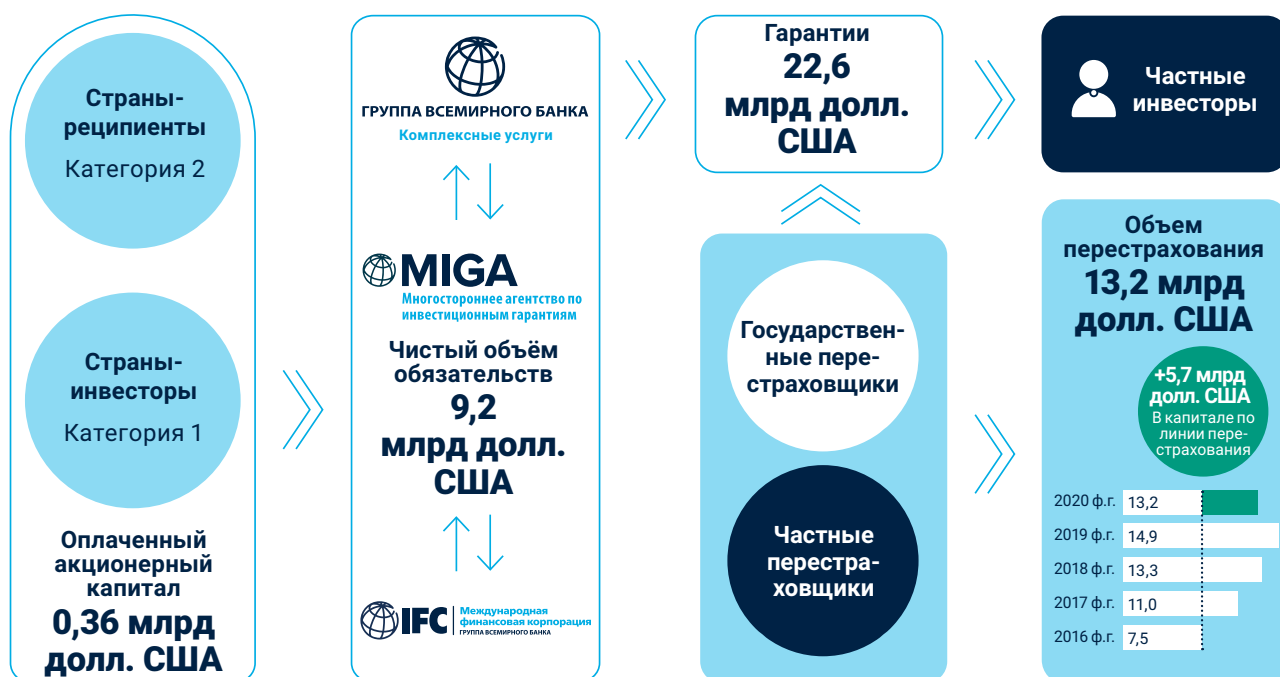 Страны-
реципиенты
Категория 2
Страны-
инвесторы
Категория 1
Оплаченный
акционерный
капитал
0,36 млрд
долл. США
ГРУППА ВСЕМИРНОГО БАНКА
Комплексные услуги
MIGA
Многостороннее агентство по
инвестиционным гарантиям
Чистый объём
обязательств
9,2
млрд долл.
США
IFC
Международная
финансовая корпорация
ГРУППА ВСЕМИРНОГО БАНКА
Гарантии
22,6
млрд долл.
США
Государствен-
ные пере-
страховщики
Частные
перестра-
ховщики
Частные
инвесторы
Объем
перестрахования
13,2 млрд
долл. США
+5,7 млрд
долл. США
В капитале по
линии пере-
страхования
2020 ф.г. 13,2
2019 ф.г. 14,9
2018 ф.г. 13,3
2017 ф.г. 11,0
2016 ф.г. 7,5